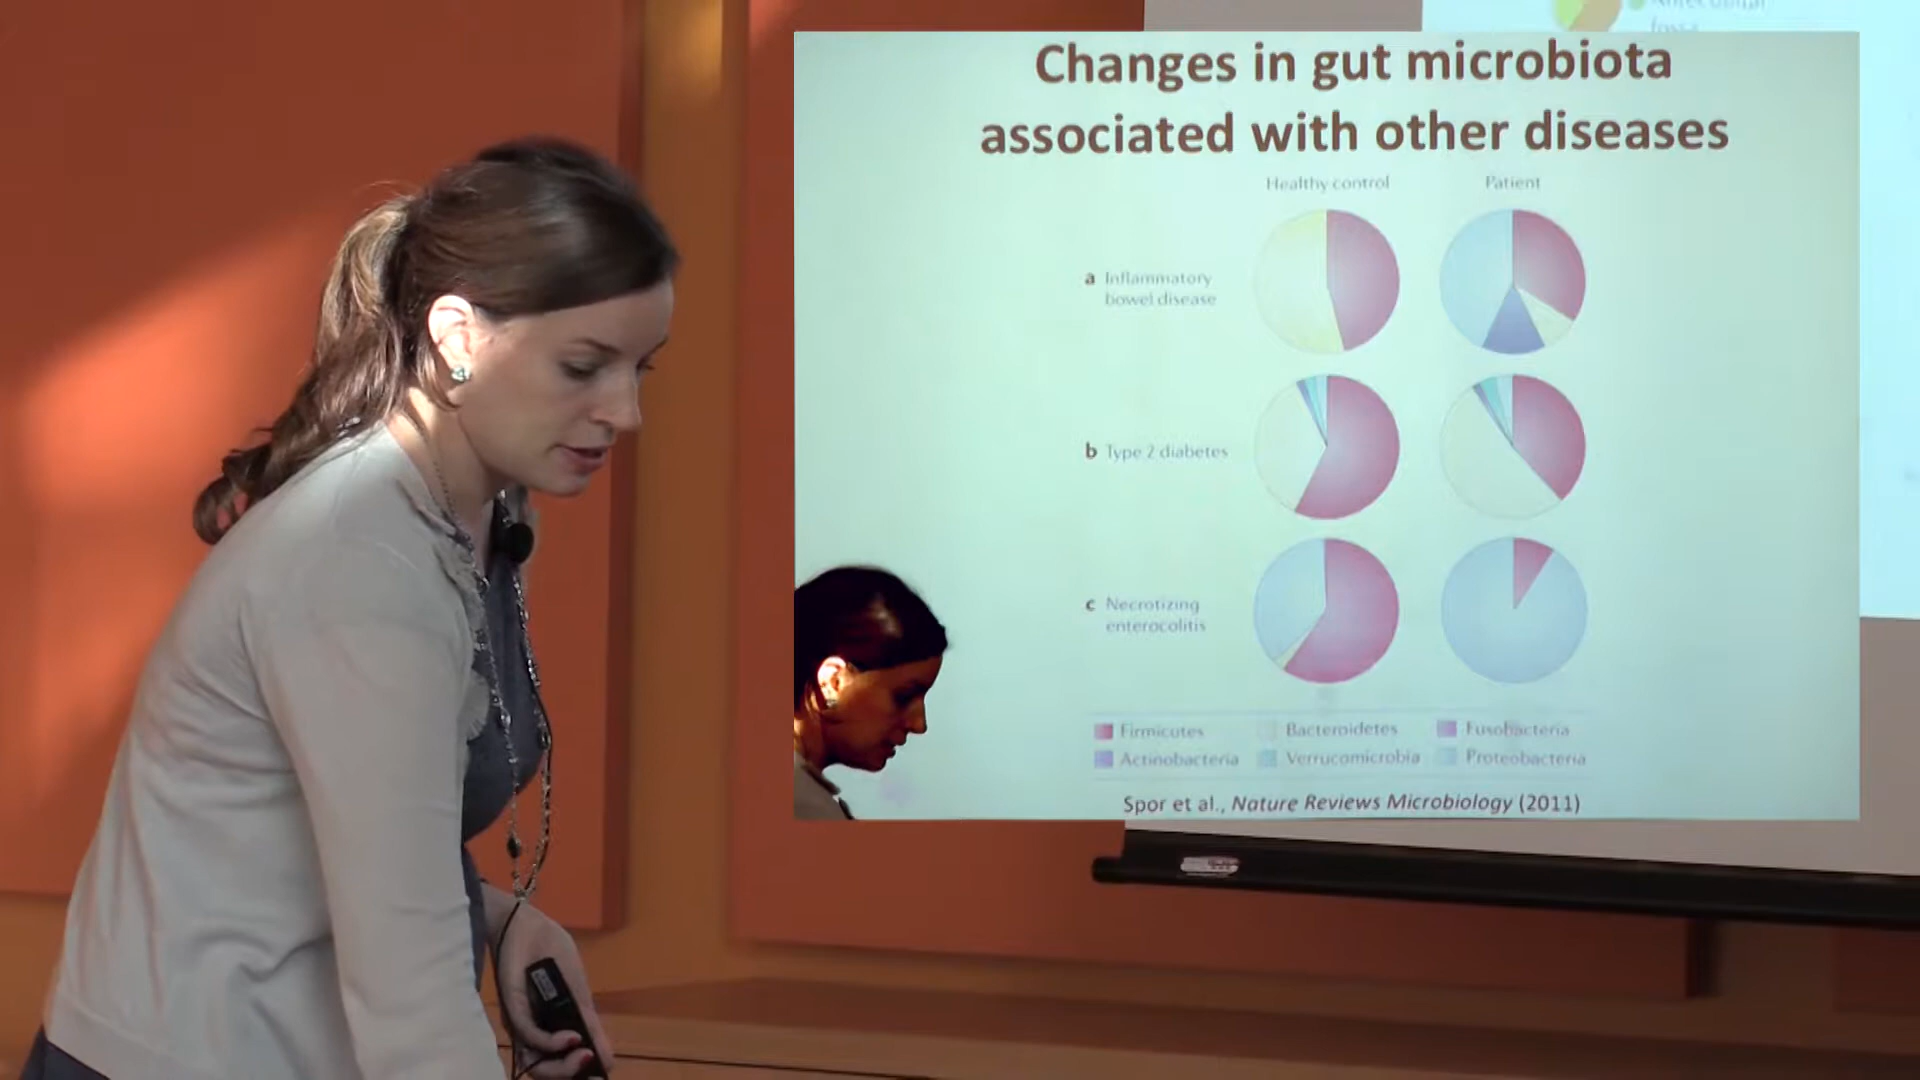 fossa
Changes in gut microbiota
associated with other diseases
Healthy control Patient
a Inflammatory
bowel disease
b Type 2 diabetes
c Necrotizing
enterocolitis
Firmicutes Bacteroidetes Fusobacteria
Actinobacteria Verrucomicrobia Proteobacteria
Spor et al., Nature Reviews Microbiology (2011)